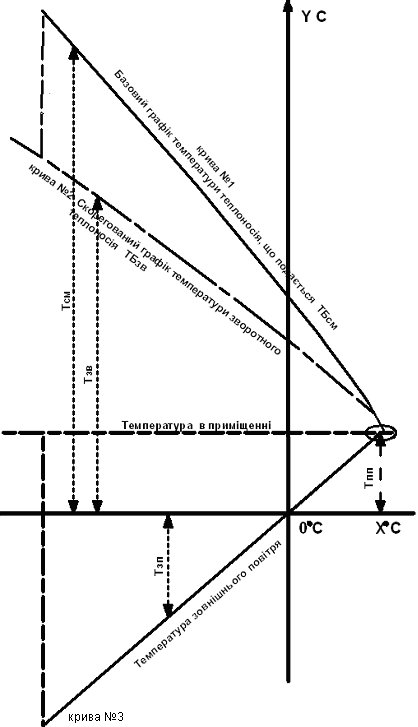 Y C
крива №1
Базовий графік температури теплоносія, що подається ТБсм
крива №2 Скорегований графік температури зворотного
теплоносія ТБзв
Тсм
Тзв
Температура в приміщенні
Тпп
0°C
X°C
Тзп
Температура зовнішнього повітря
крива №3